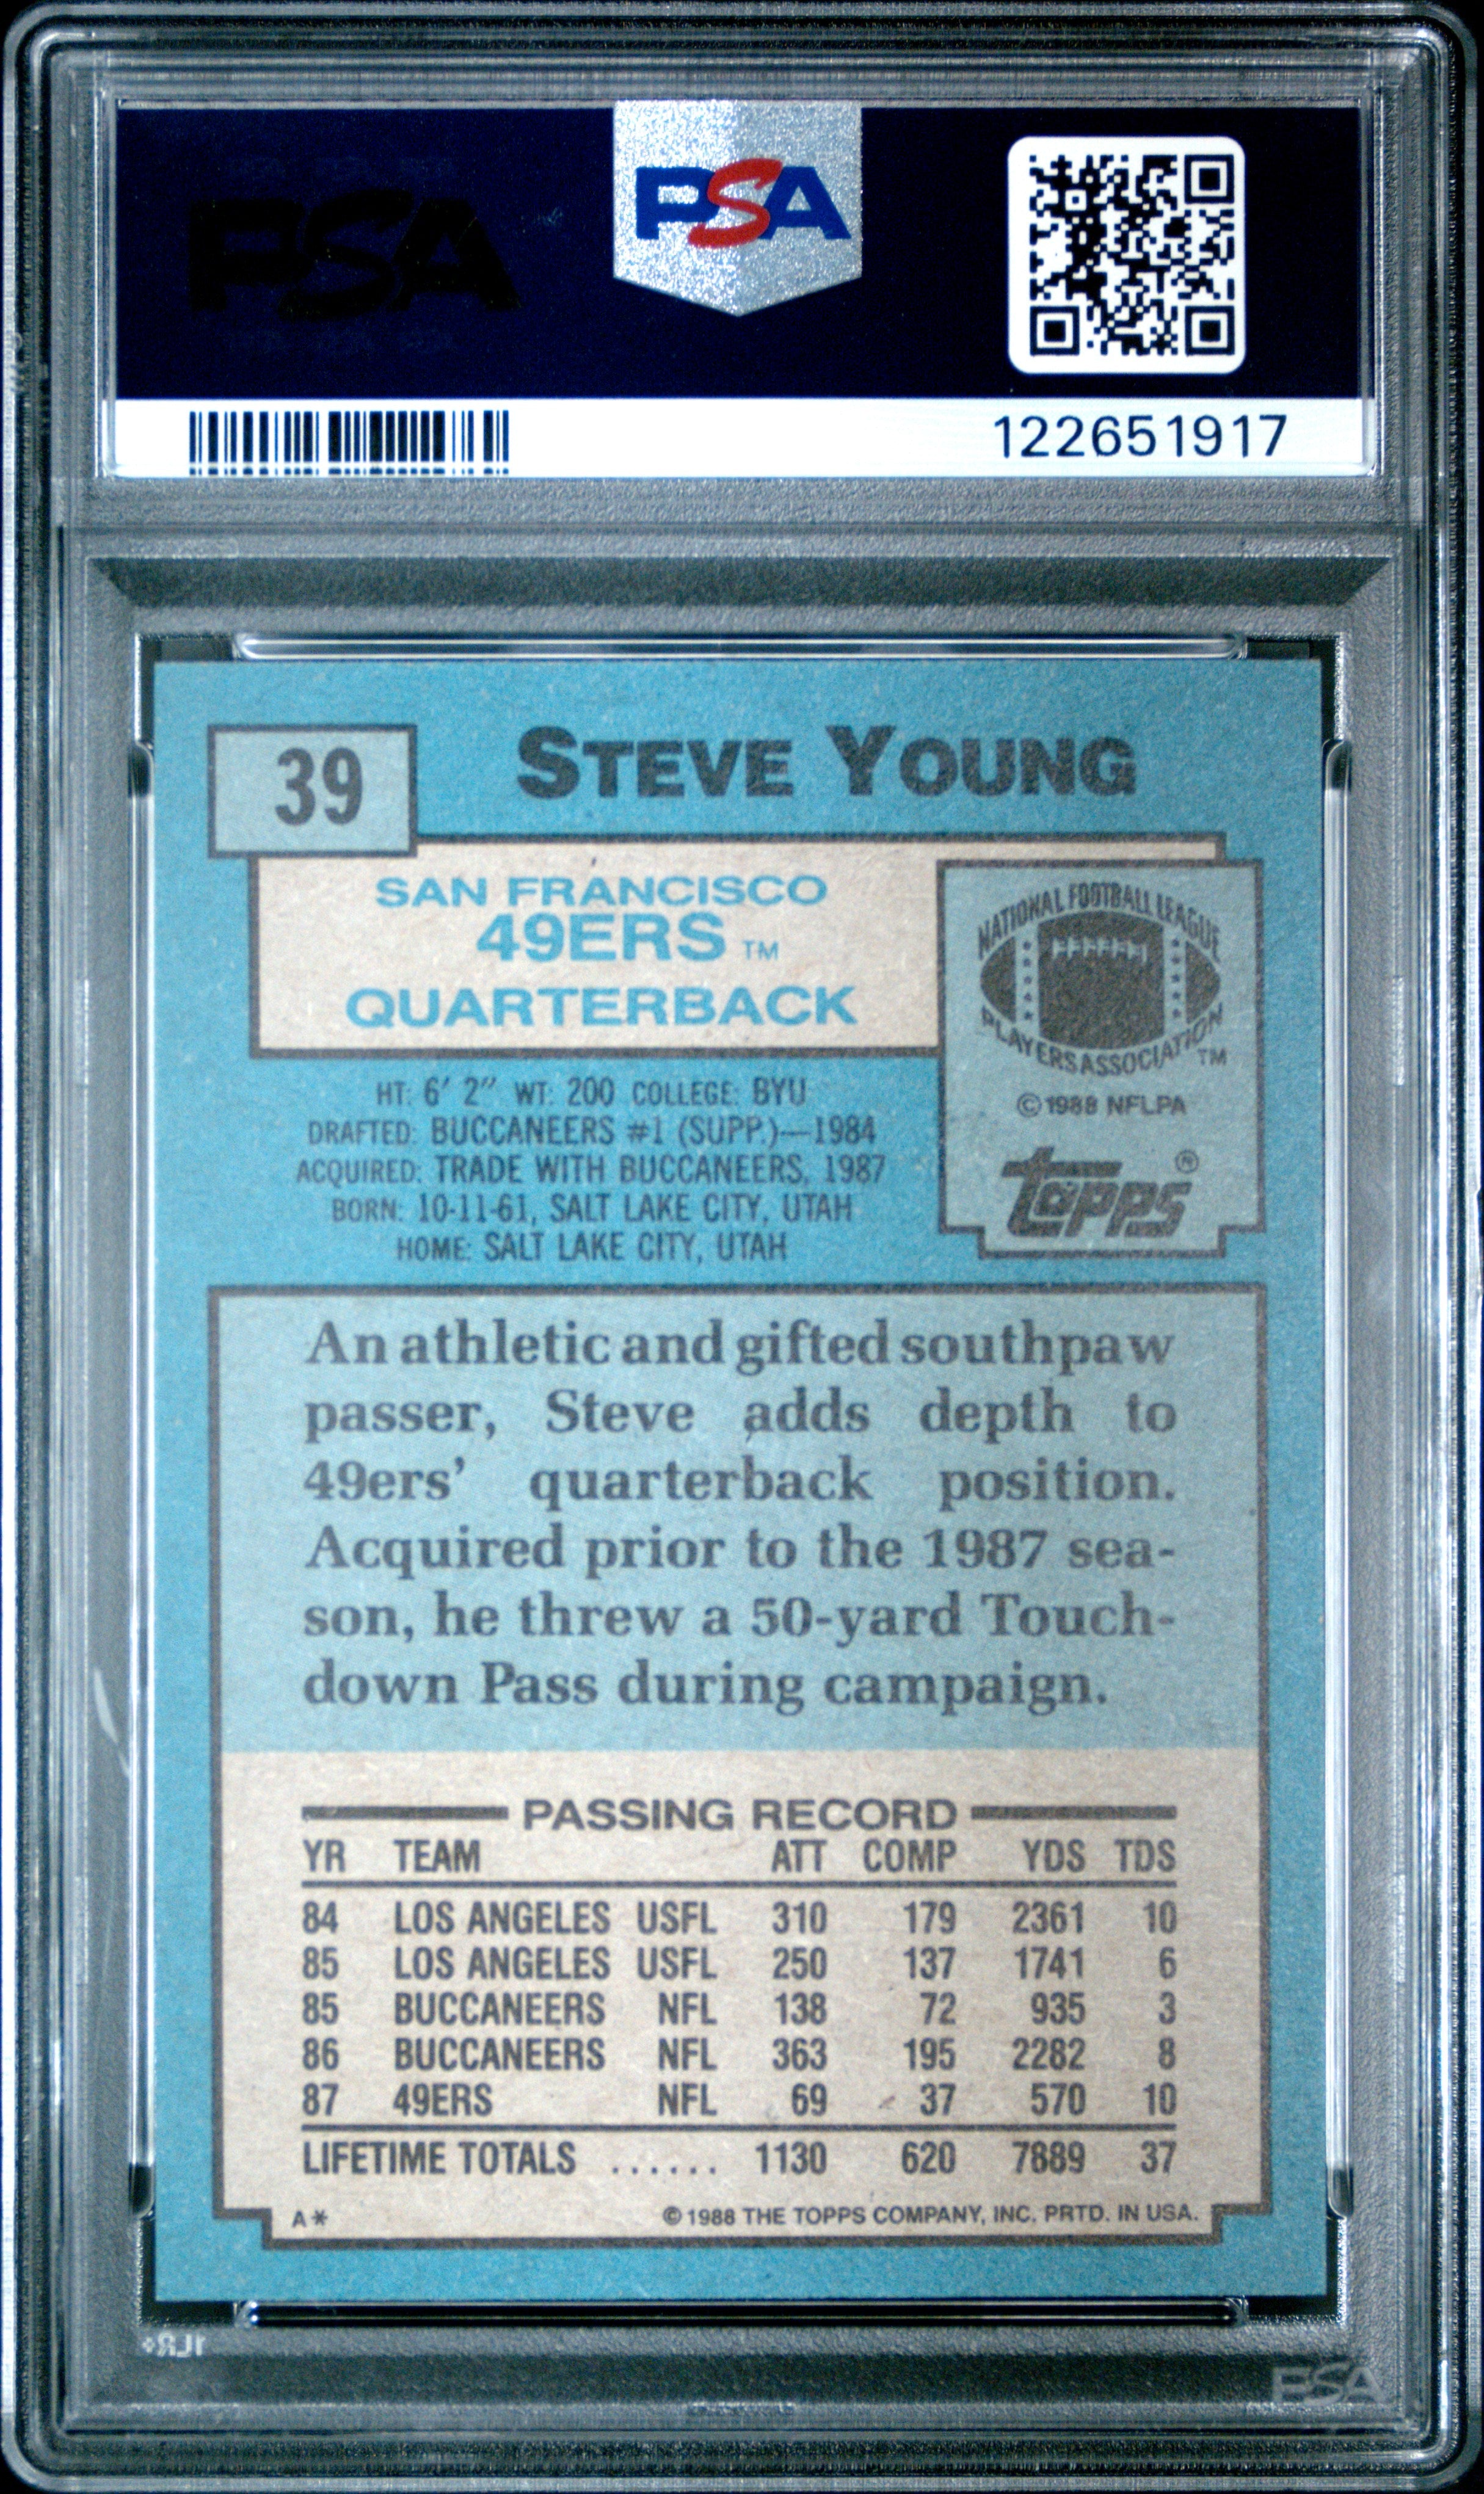 PSA
PSA
122651917
39
STEVE YOUNG
SAN FRANCISCO
49ERS TM
QUARTERBACK
NATIONAL FOOTBALL LEAGUE
PLAYERS ASSOCIATION TM
© 1988 NFLPA
Topps ®
HT: 6' 2" WT: 200 COLLEGE: BYU
DRAFTED: BUCCANEERS #1 (SUPP.)—1984
ACQUIRED: TRADE WITH BUCCANEERS, 1987
BORN: 10-11-61, SALT LAKE CITY, UTAH
HOME: SALT LAKE CITY, UTAH
An athletic and gifted southpaw
passer, Steve adds depth to
49ers' quarterback position.
Acquired prior to the 1987 sea-
son, he threw a 50-yard Touch-
down Pass during campaign.
PASSING RECORD
YR TEAM ATT COMP YDS TDS
84 LOS ANGELES USFL 310 179 2361 10
85 LOS ANGELES USFL 250 137 1741 6
85 BUCCANEERS NFL 138 72 935 3
86 BUCCANEERS NFL 363 195 2282 8
87 49ERS NFL 69 37 570 10
LIFETIME TOTALS ...... 1130 620 7889 37
A* © 1988 THE TOPPS COMPANY, INC. PRTD. IN USA.
PSA